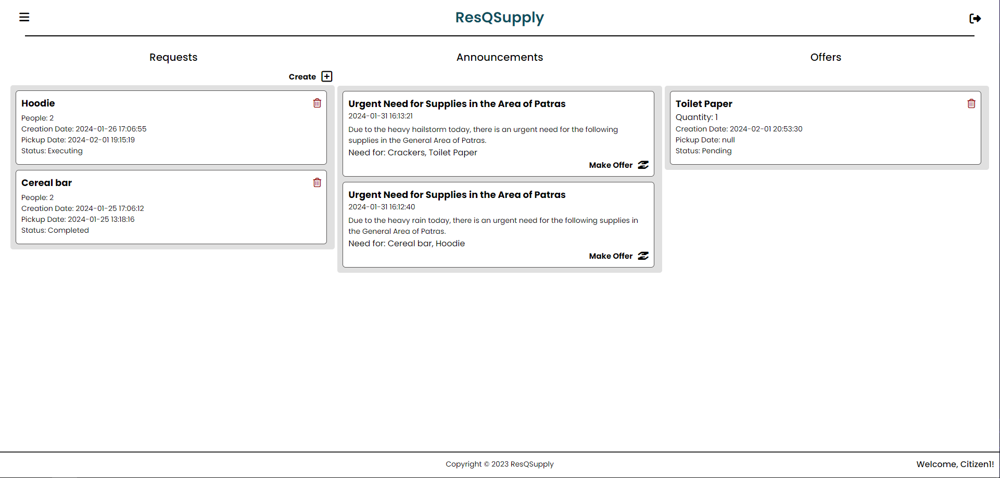 ResQSupply
Requests
Create
Hoodie
People: 2
Creation Date: 2024-01-26 17:06:55
Pickup Date: 2024-02-01 19:15:19
Status: Executing
Cereal bar
People: 2
Creation Date: 2024-01-25 17:06:12
Pickup Date: 2024-01-25 13:18:16
Status: Completed
Announcements
Urgent Need for Supplies in the Area of Patras
2024-01-31 16:13:21
Due to the heavy hailstorm today, there is an urgent need for the following
supplies in the General Area of Patras.
Need for: Crackers, Toilet Paper
Make Offer
Urgent Need for Supplies in the Area of Patras
2024-01-31 16:12:40
Due to the heavy rain today, there is an urgent need for the following supplies in
the General Area of Patras.
Need for: Cereal bar, Hoodie
Make Offer
Offers
Toilet Paper
Quantity: 1
Creation Date: 2024-02-01 20:53:30
Pickup Date: null
Status: Pending
Copyright © 2023 ResQSupply
Welcome, Citizen1!